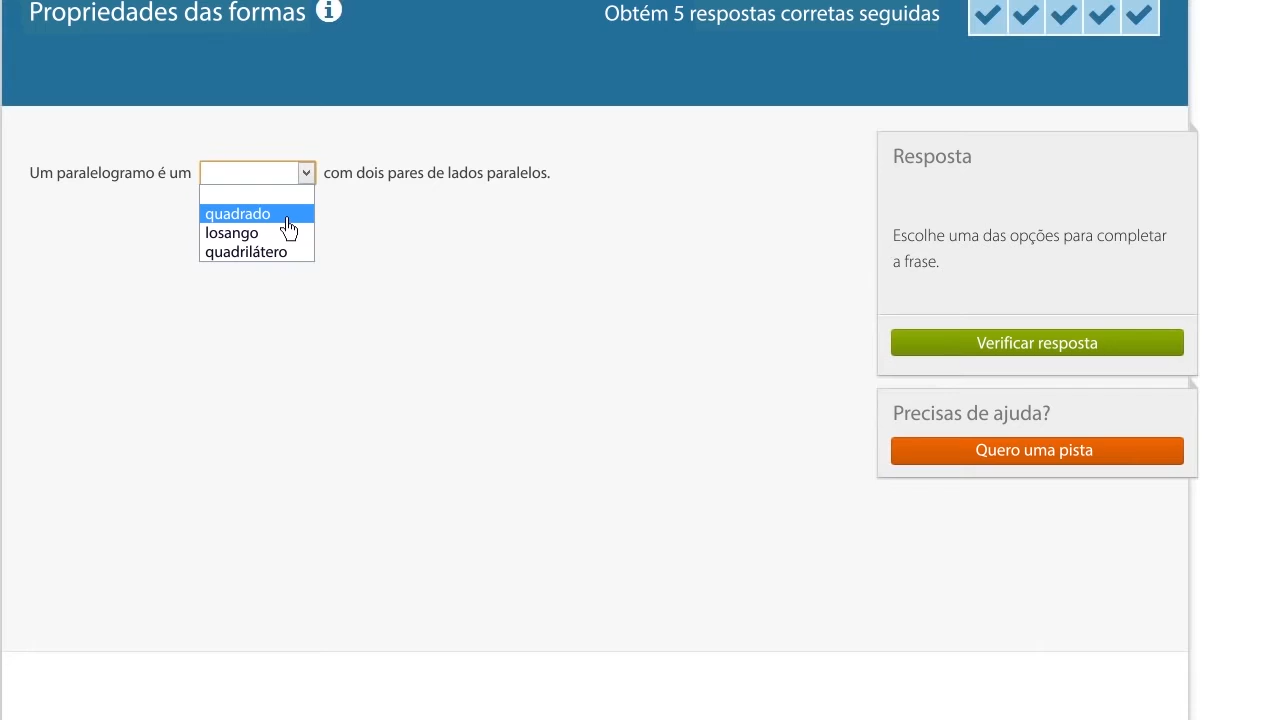 Propriedades das formas
Obtém 5 respostas corretas seguidas
Um paralelogramo é um com dois pares de lados paralelos.
quadrado
losango
quadrilátero
Resposta
Escolhe uma das opções para completar
a frase.
Verificar resposta
Precisas de ajuda?
Quero uma pista